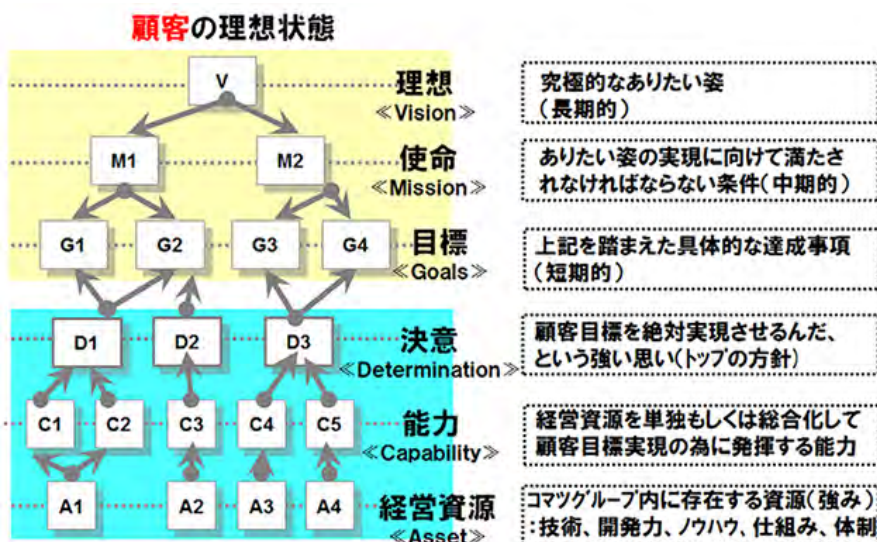 顧客の理想状態
V
理想
≪Vision≫
究極的なありたい姿
(長期的)
M1
M2
使命
≪Mission≫
ありたい姿の実現に向けて満たさ
れなければならない条件(中期的)
G1
G2
G3
G4
目標
≪Goals≫
上記を踏まえた具体的な達成事項
(短期的)
D1
D2
D3
決意
≪Determination≫
顧客目標を絶対実現させるんだ、
という強い思い(トップの方針)
C1
C2
C3
C4
C5
能力
≪Capability≫
経営資源を単独もしくは総合化して
顧客目標実現の為に発揮する能力
A1
A2
A3
A4
経営資源
≪Asset≫
コマツグループ内に存在する資源(強み)
:技術、開発力、ノウハウ、仕組み、体制